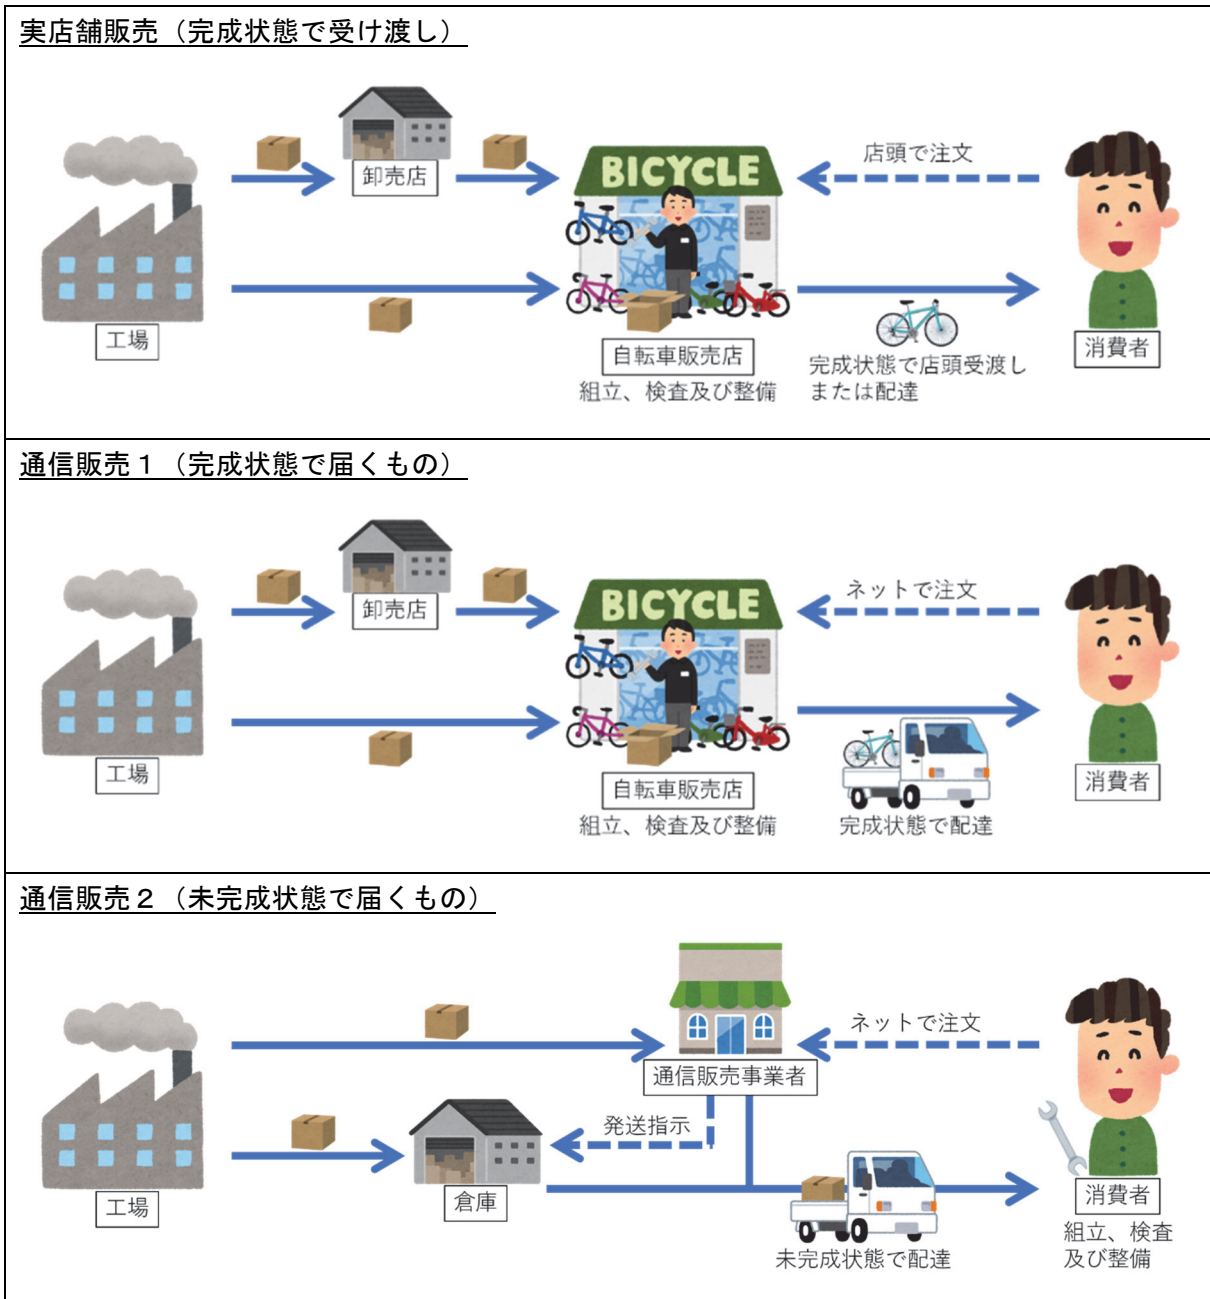 実店舗販売（完成状態で受け渡し）
卸売店
BICYCLE
店頭で注文
工場
自転車販売店
組立、検査及び整備
完成状態で店頭受渡し
または配達
消費者
通信販売１（完成状態で届くもの）
卸売店
BICYCLE
ネットで注文
工場
自転車販売店
組立、検査及び整備
完成状態で配達
消費者
通信販売２（未完成状態で届くもの）
ネットで注文
通信販売事業者
発送指示
工場
倉庫
未完成状態で配達
消費者
組立、検査
及び整備